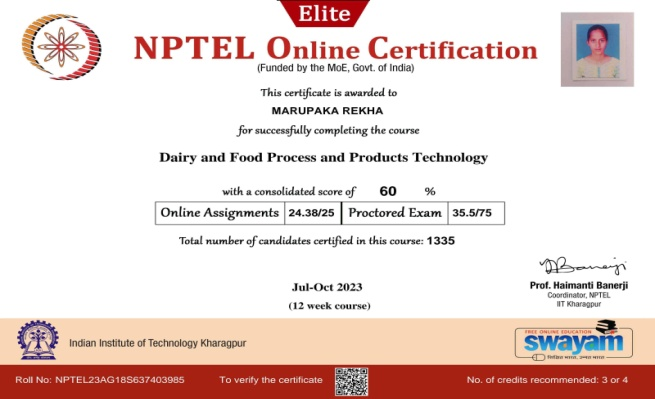 Elite
NPTEL Online Certification
(Funded by the MoE, Govt. of India)
This certificate is awarded to
MARUPAKA REKHA
for successfully completing the course
Dairy and Food Process and Products Technology
with a consolidated score of 60 %
Online Assignments 24.38/25 Proctored Exam 35.5/75
Total number of candidates certified in this course: 1335
Jul-Oct 2023
(12 week course)
Prof. Haimanti Banerji
Coordinator, NPTEL
IIT Kharagpur
Indian Institute of Technology Kharagpur
FREE ONLINE EDUCATION
swayam
शिक्षित भारत, उन्नत भारत
Roll No: NPTEL23AG18S637403985 To verify the certificate No. of credits recommended: 3 or 4